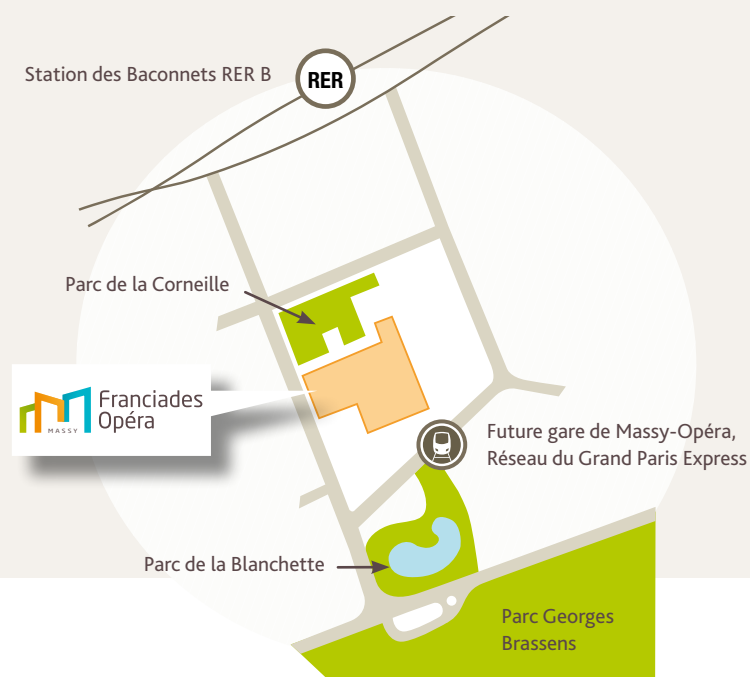 Station des Baconnets RER B
RER
Parc de la Corneille
Franciades
Opéra
MASSY
Future gare de Massy-Opéra,
Réseau du Grand Paris Express
Parc de la Blanchette
Parc Georges
Brassens